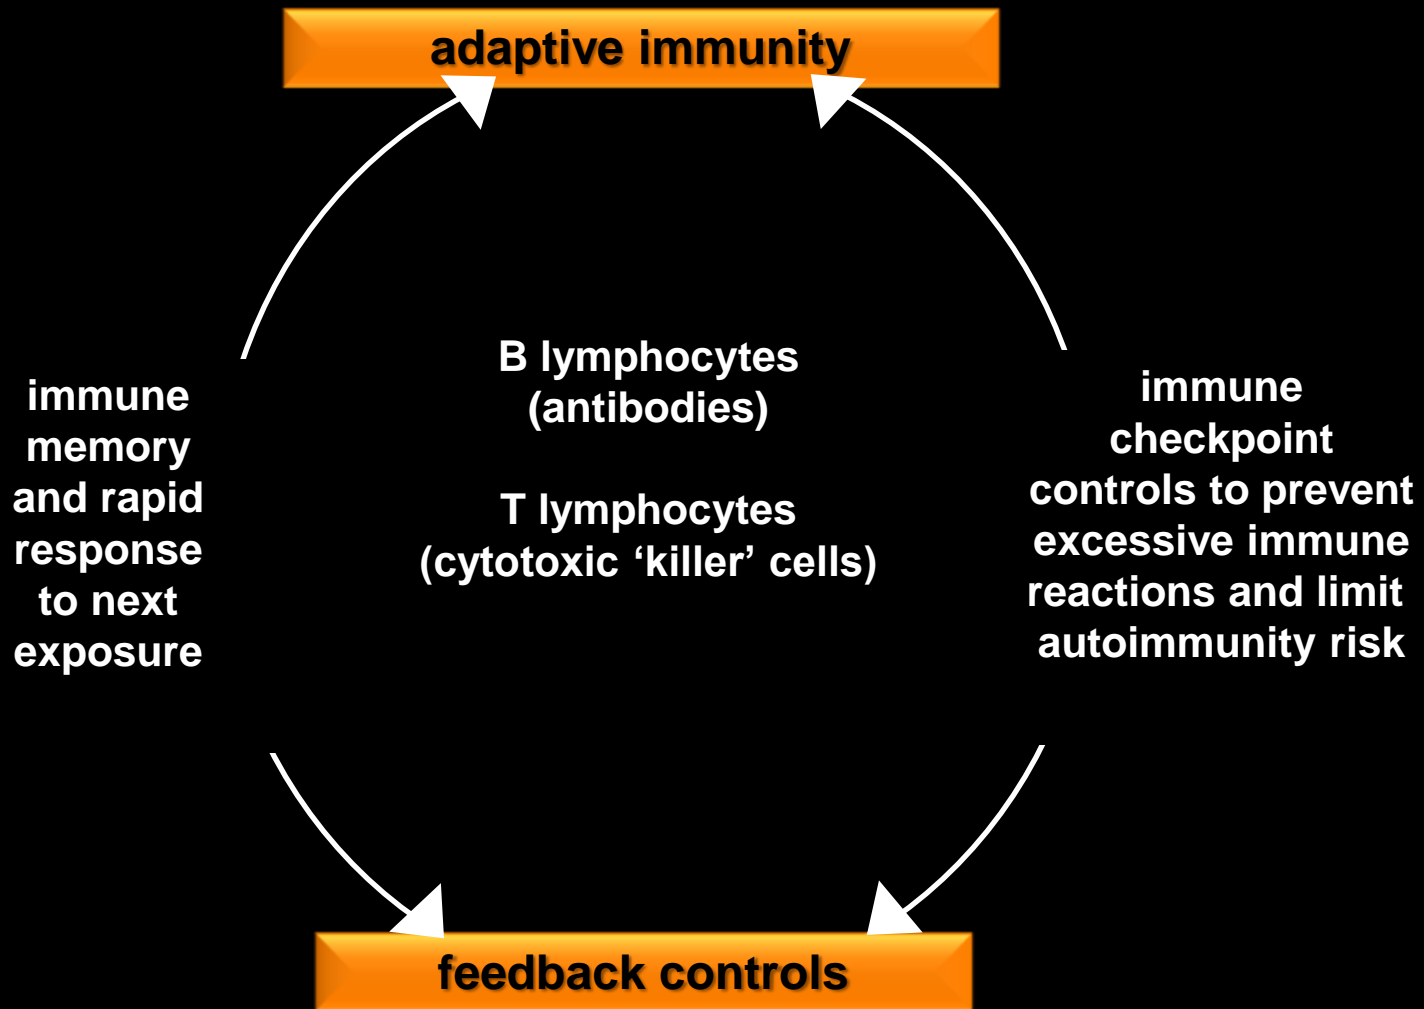 adaptive immunity
immune
memory
and rapid
response
to next
exposure
B lymphocytes
(antibodies)
T lymphocytes
(cytotoxic ‘killer’ cells)
immune
checkpoint
controls to prevent
excessive immune
reactions and limit
autoimmunity risk
feedback controls